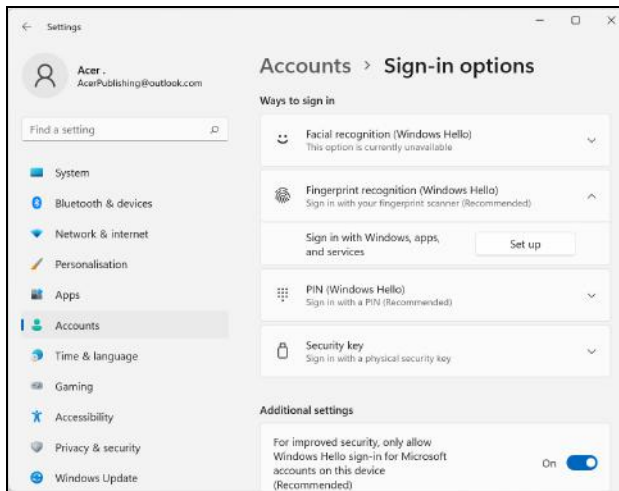 Settings
Acer .
AcerPublishing@outlook.com
Find a setting
System
Bluetooth & devices
Network & internet
Personalisation
Apps
Accounts
Time & language
Gaming
Accessibility
Privacy & security
Windows Update
Accounts > Sign-in options
Ways to sign in
Facial recognition (Windows Hello)
This option is currently unavailable
Fingerprint recognition (Windows Hello)
Sign in with your fingerprint scanner (Recommended)
Sign in with Windows, apps,
and services
Set up
PIN (Windows Hello)
Sign in with a PIN (Recommended)
Security key
Sign in with a physical security key
Additional settings
For improved security, only allow
Windows Hello sign-in for Microsoft
accounts on this device
(Recommended)
On